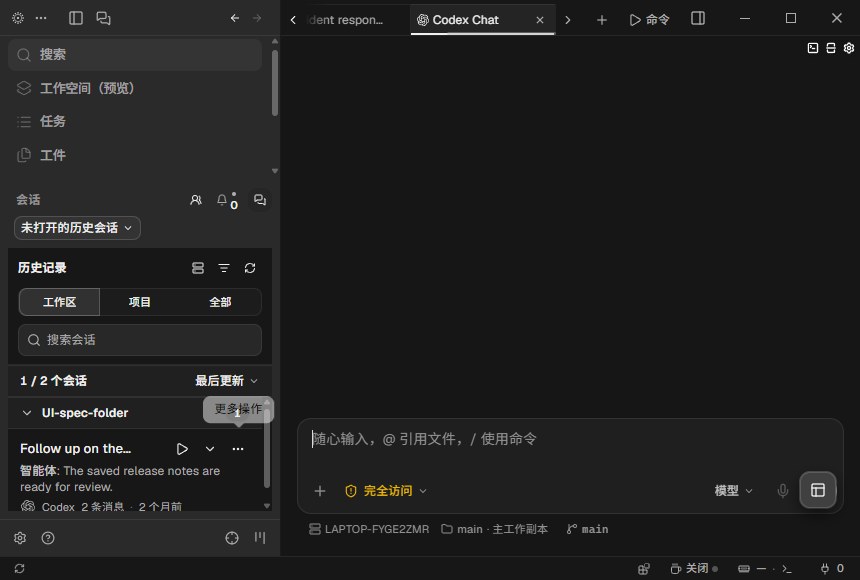 dent respon...
Codex Chat
命令
搜索
工作空间（预览）
任务
工件
会话
0
未打开的历史会话
历史记录
工作区
项目
全部
搜索会话
1 / 2 个会话
最后更新
UI-spec-folder
更多操作
Follow up on the...
智能体: The saved release notes are
ready for review.
Codex 2 条消息 · 2 个月前
随心输入，@ 引用文件，/ 使用命令
完全访问
模型
LAPTOP-FYGE2ZMR
main · 主工作副本
main
关闭
0